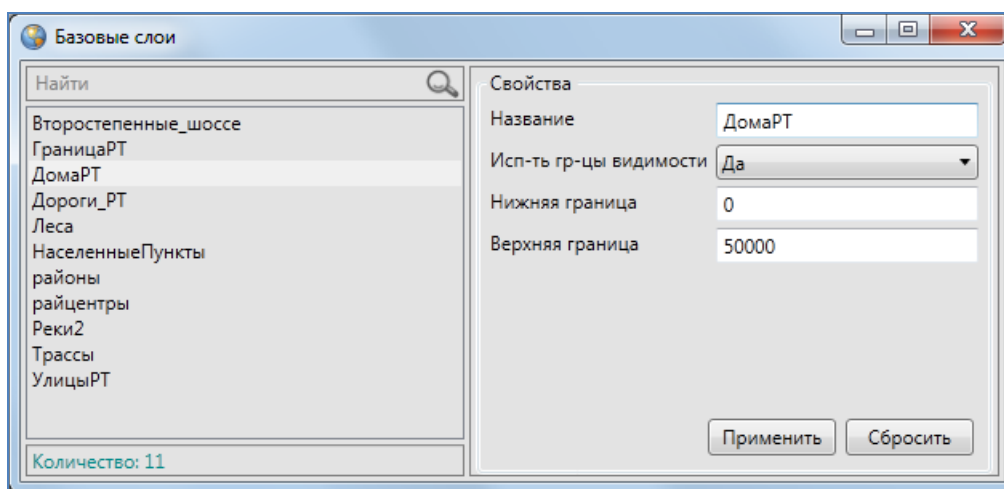 Базовые слои
Найти
Второстепенные_шоссе
ГраницаРТ
ДомаРТ
Дороги_РТ
Леса
НаселенныеПункты
районы
райцентры
Реки2
Трассы
УлицыРТ
Количество: 11
Свойства
Название ДомаРТ
Исп-ть гр-цы видимости Да
Нижняя граница 0
Верхняя граница 50000
Применить Сбросить